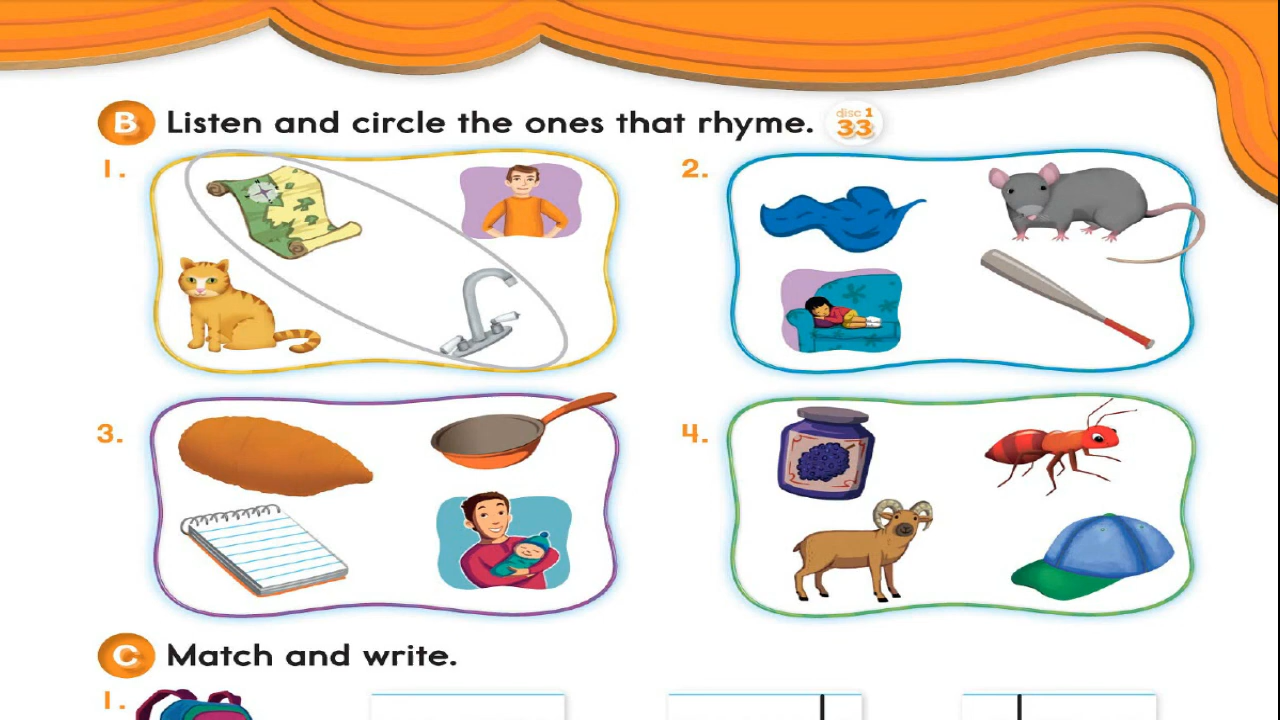 B Listen and circle the ones that rhyme. disc 1 33
1.
2.
3.
4.
C Match and write.
1.